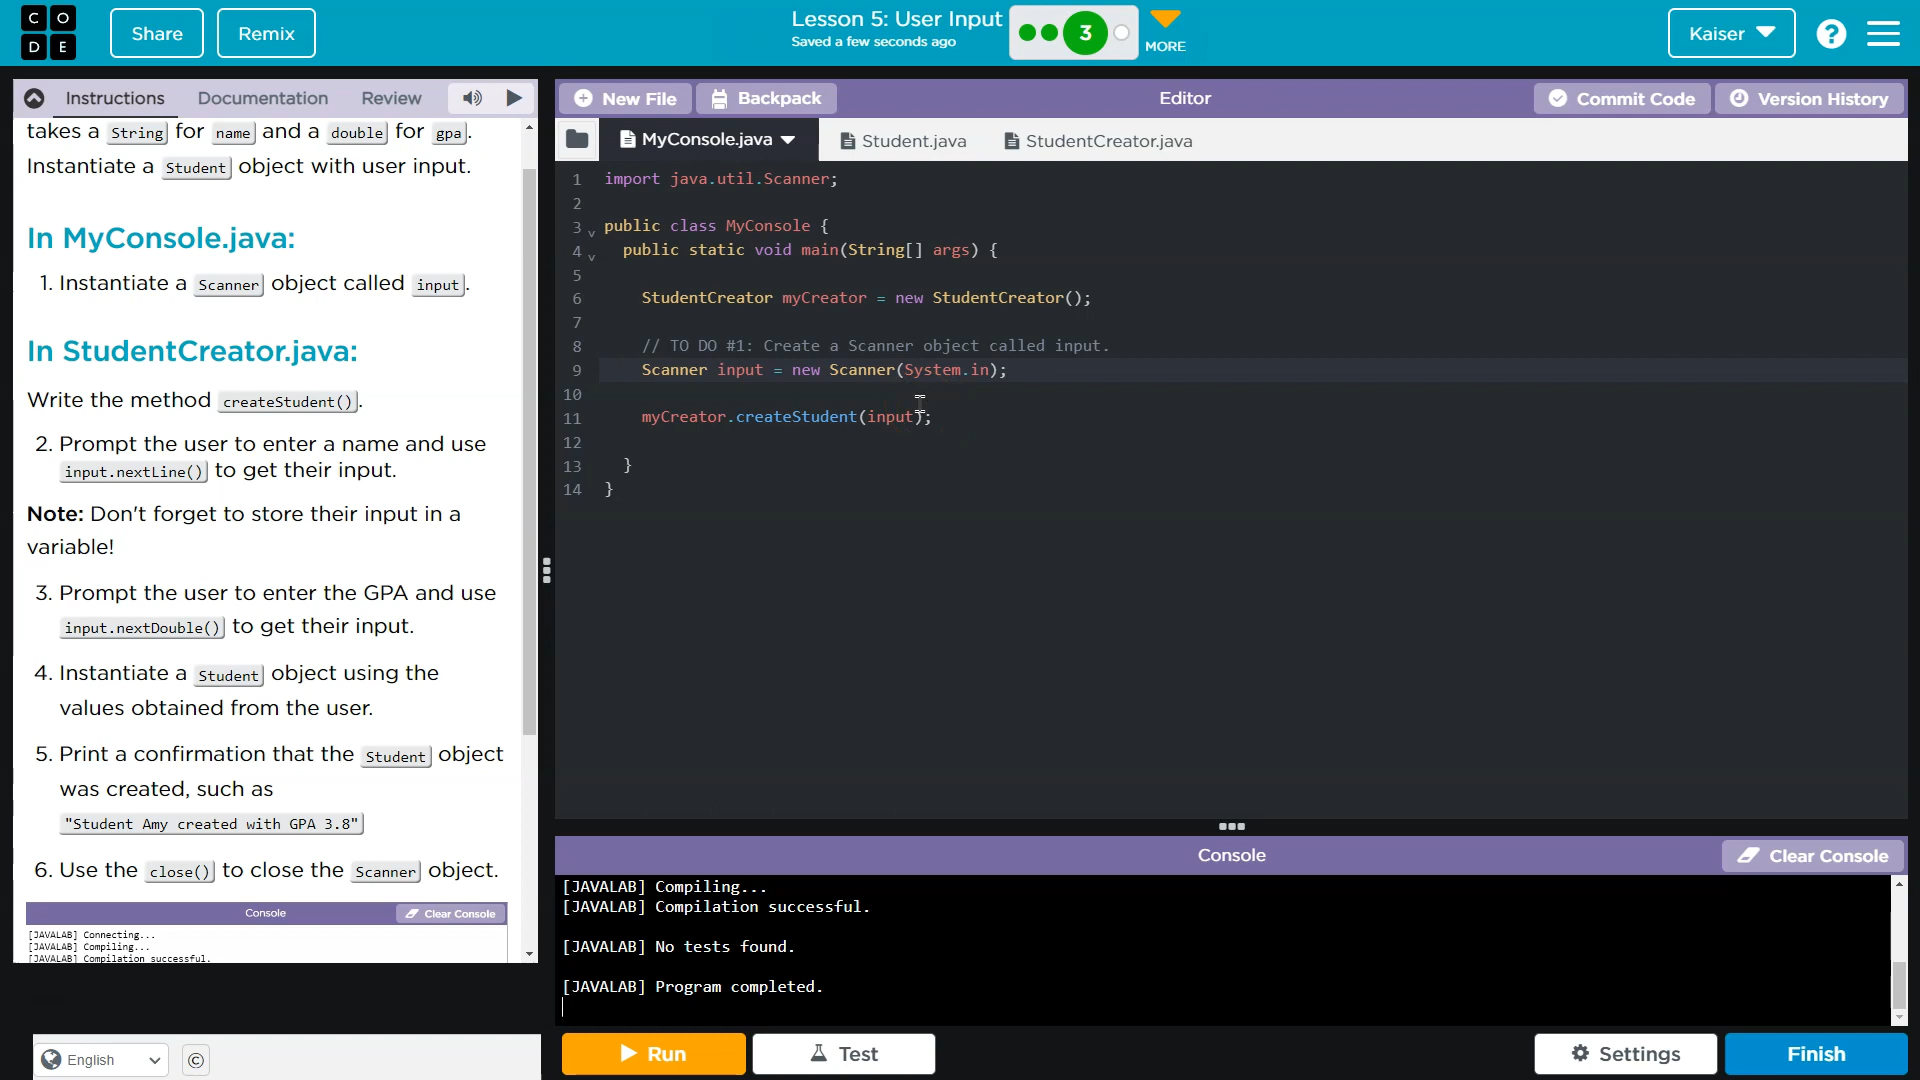 C O
D E
Share
Remix
Lesson 5: User Input
Saved a few seconds ago
3
MORE
Kaiser
?
Instructions
Documentation
Review
takes a String for name and a double for gpa.
Instantiate a Student object with user input.
In MyConsole.java:
1. Instantiate a Scanner object called input.
In StudentCreator.java:
Write the method createStudent().
2. Prompt the user to enter a name and use
input.nextLine() to get their input.
Note: Don't forget to store their input in a
variable!
3. Prompt the user to enter the GPA and use
input.nextDouble() to get their input.
4. Instantiate a Student object using the
values obtained from the user.
5. Print a confirmation that the Student object
was created, such as
"Student Amy created with GPA 3.8"
6. Use the close() to close the Scanner object.
Console
Clear Console
[JAVALAB] Connecting...
[JAVALAB] Compiling...
[JAVALAB] Compilation successful.
English
©
New File
Backpack
Editor
Commit Code
Version History
MyConsole.java
Student.java
StudentCreator.java
1 import java.util.Scanner;
2
3 public class MyConsole {
4 public static void main(String[] args) {
5
6 StudentCreator myCreator = new StudentCreator();
7
8 // TO DO #1: Create a Scanner object called input.
9 Scanner input = new Scanner(System.in);
10
11 myCreator.createStudent(input);
12
13 }
14 }
Console
Clear Console
[JAVALAB] Compiling...
[JAVALAB] Compilation successful.
[JAVALAB] No tests found.
[JAVALAB] Program completed.
Run
Test
Settings
Finish